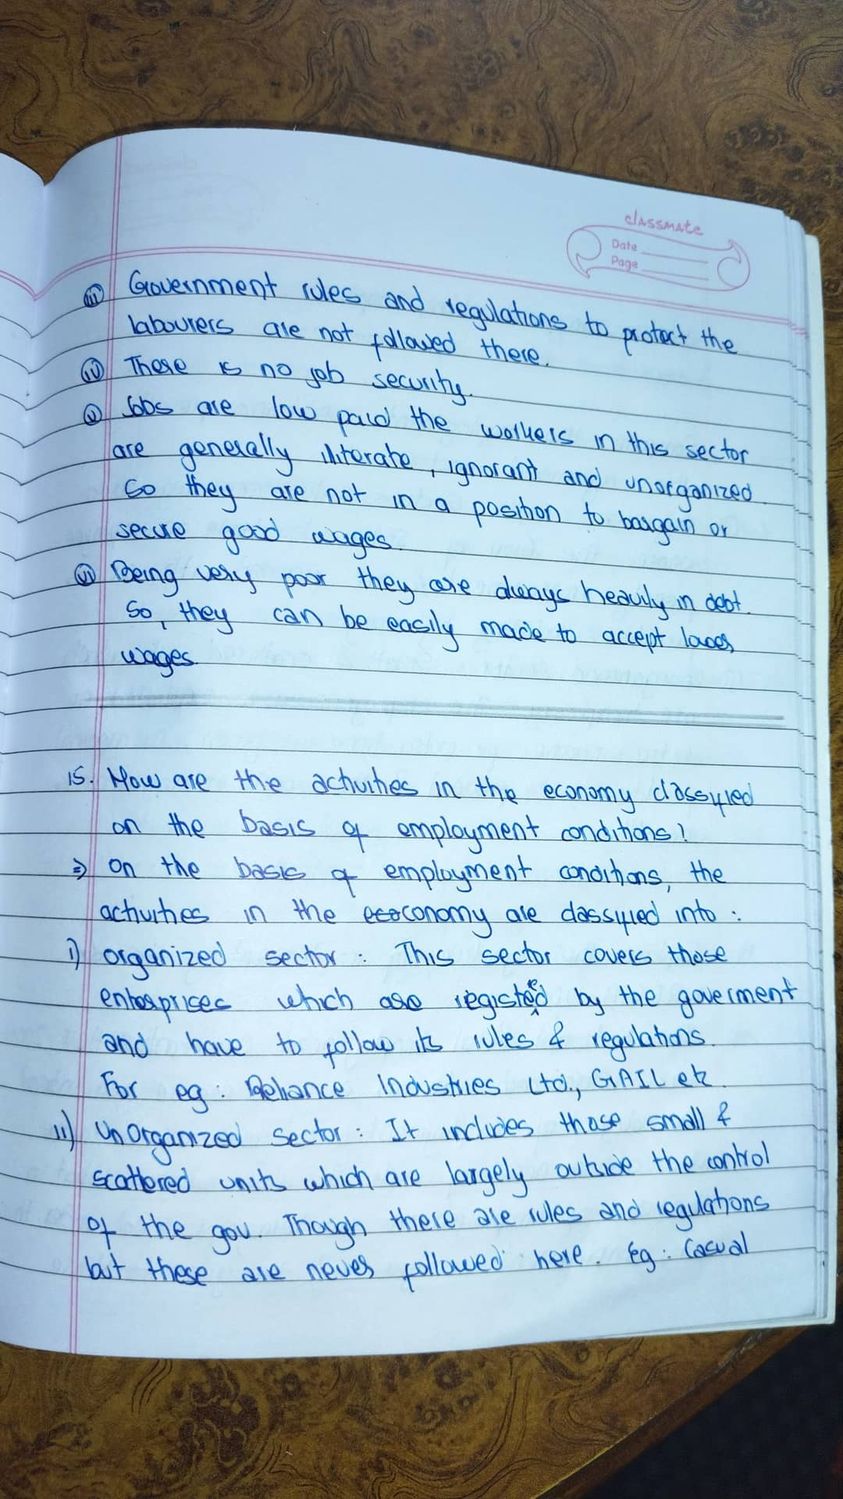 classmate
Date
Page
(iii) Government rules and regulations to protect the
labourers are not followed there.
(iv) There is no job security.
(v) Jobs are low paid the workers in this sector
are generally illiterate, ignorant and unorganized
So they are not in a position to bargain or
secure good wages.
(vi) Being very poor they are always heavily in debt.
So, they can be easily made to accept lower
wages.
15. How are the activities in the economy classified
on the basis of employment conditions?
⇒ on the basis of employment conditions, the
activities in the economy are classified into :
i) organized sector : This sector covers those
enterprises which are registered by the goverment
and have to follow its rules & regulations.
For eg : Reliance Industries Ltd., GAIL etc
ii) UnOrganized sector : It includes those small &
scattered units which are largely outside the control
of the gov. Though there are rules and regulations
but these are never followed here. Eg : Casual